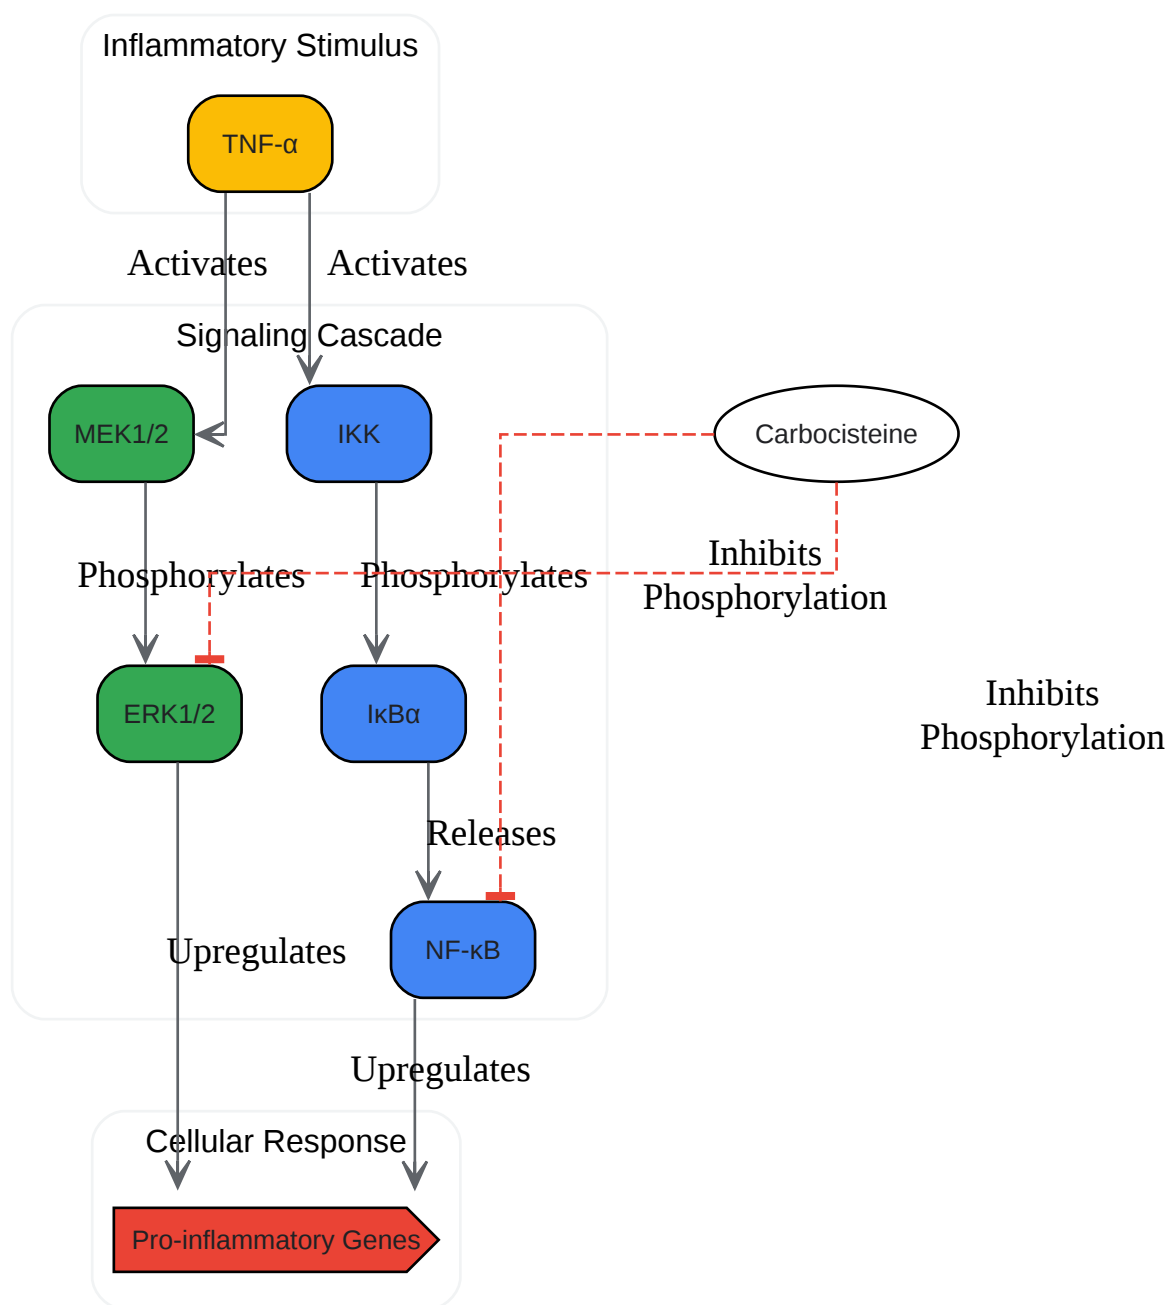 Inflammatory Stimulus
TNF-α
Activates
Activates
Signaling Cascade
MEK1/2
IKK
Carbocisteine
Phosphorylates
Phosphorylates
Inhibits
Phosphorylation
ERK1/2
IκBα
Inhibits
Phosphorylation
Releases
Upregulates
NF-κB
Upregulates
Cellular Response
Pro-inflammatory Genes